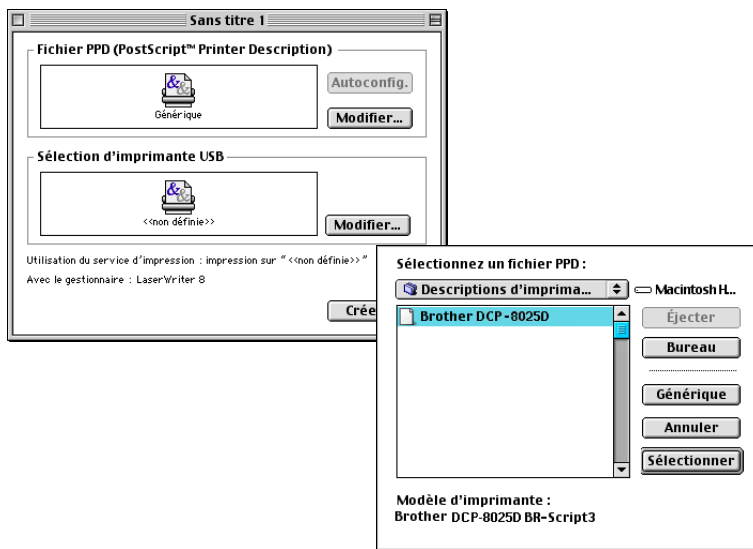 Sans titre 1
Fichier PPD (PostScript™ Printer Description)
Générique
Autoconfig.
Modifier...
Sélection d'imprimante USB
<<non définie>>
Modifier...
Utilisation du service d'impression : impression sur "<<non définie>>"
Avec le gestionnaire : LaserWriter 8
Crée
Sélectionnez un fichier PPD :
Descriptions d'imprima...
Macintosh H...
Brother DCP-8025D
Éjecter
Bureau
Générique
Annuler
Sélectionner
Modèle d'imprimante :
Brother DCP-8025D BR-Script3